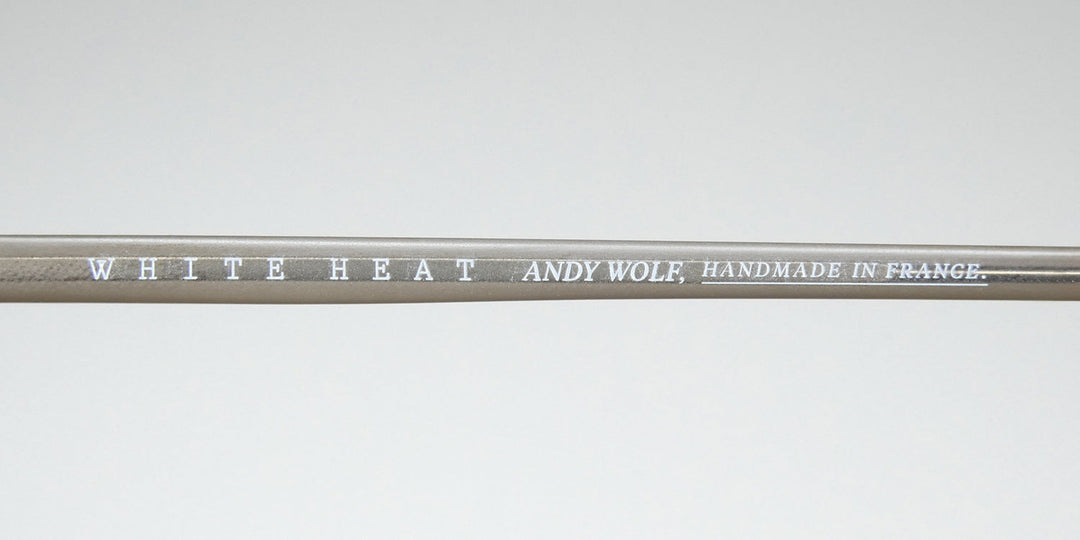 WHITE HEAT ANDY WOLF, HANDMADE IN FRANCE.